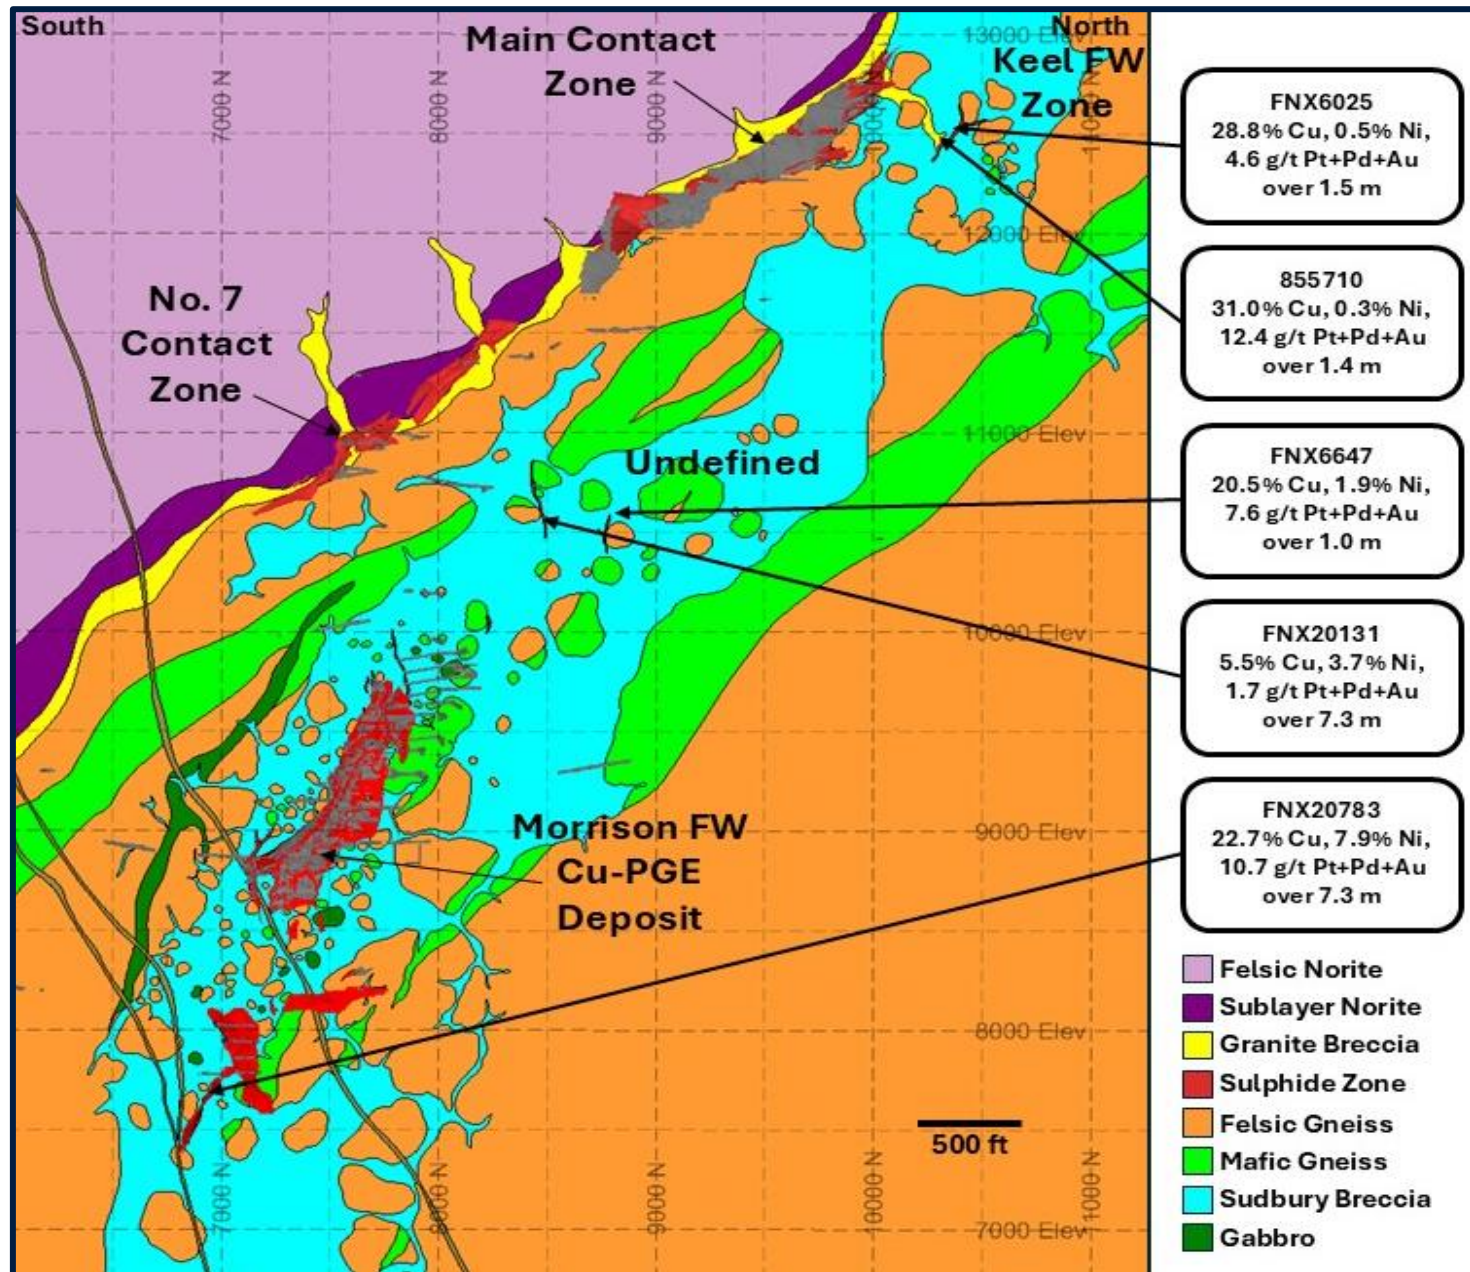 South
North
Main Contact
Zone
Keel FW
Zone
13000 Elev
7000 N
8000 N
9000 N
10000 N
11000 N
12000 Elev
No. 7
Contact
Zone
11000 Elev
Undefined
10000 Elev
Morrison FW
Cu-PGE
Deposit
9000 Elev
8000 Elev
500 ft
7000 N
8000 N
9000 N
10000 N
11000 N
7000 Elev
FNX6025
28.8% Cu, 0.5% Ni,
4.6 g/t Pt+Pd+Au
over 1.5 m
855710
31.0% Cu, 0.3% Ni,
12.4 g/t Pt+Pd+Au
over 1.4 m
FNX6647
20.5% Cu, 1.9% Ni,
7.6 g/t Pt+Pd+Au
over 1.0 m
FNX20131
5.5% Cu, 3.7% Ni,
1.7 g/t Pt+Pd+Au
over 7.3 m
FNX20783
22.7% Cu, 7.9% Ni,
10.7 g/t Pt+Pd+Au
over 7.3 m
Felsic Norite
Sublayer Norite
Granite Breccia
Sulphide Zone
Felsic Gneiss
Mafic Gneiss
Sudbury Breccia
Gabbro